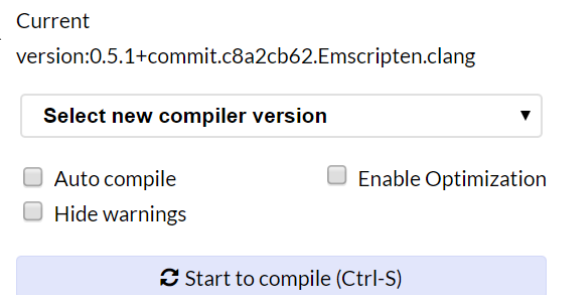 Current
version:0.5.1+commit.c8a2cb62.Emscripten.clang
Select new compiler version
Auto compile
Enable Optimization
Hide warnings
Start to compile (Ctrl-S)